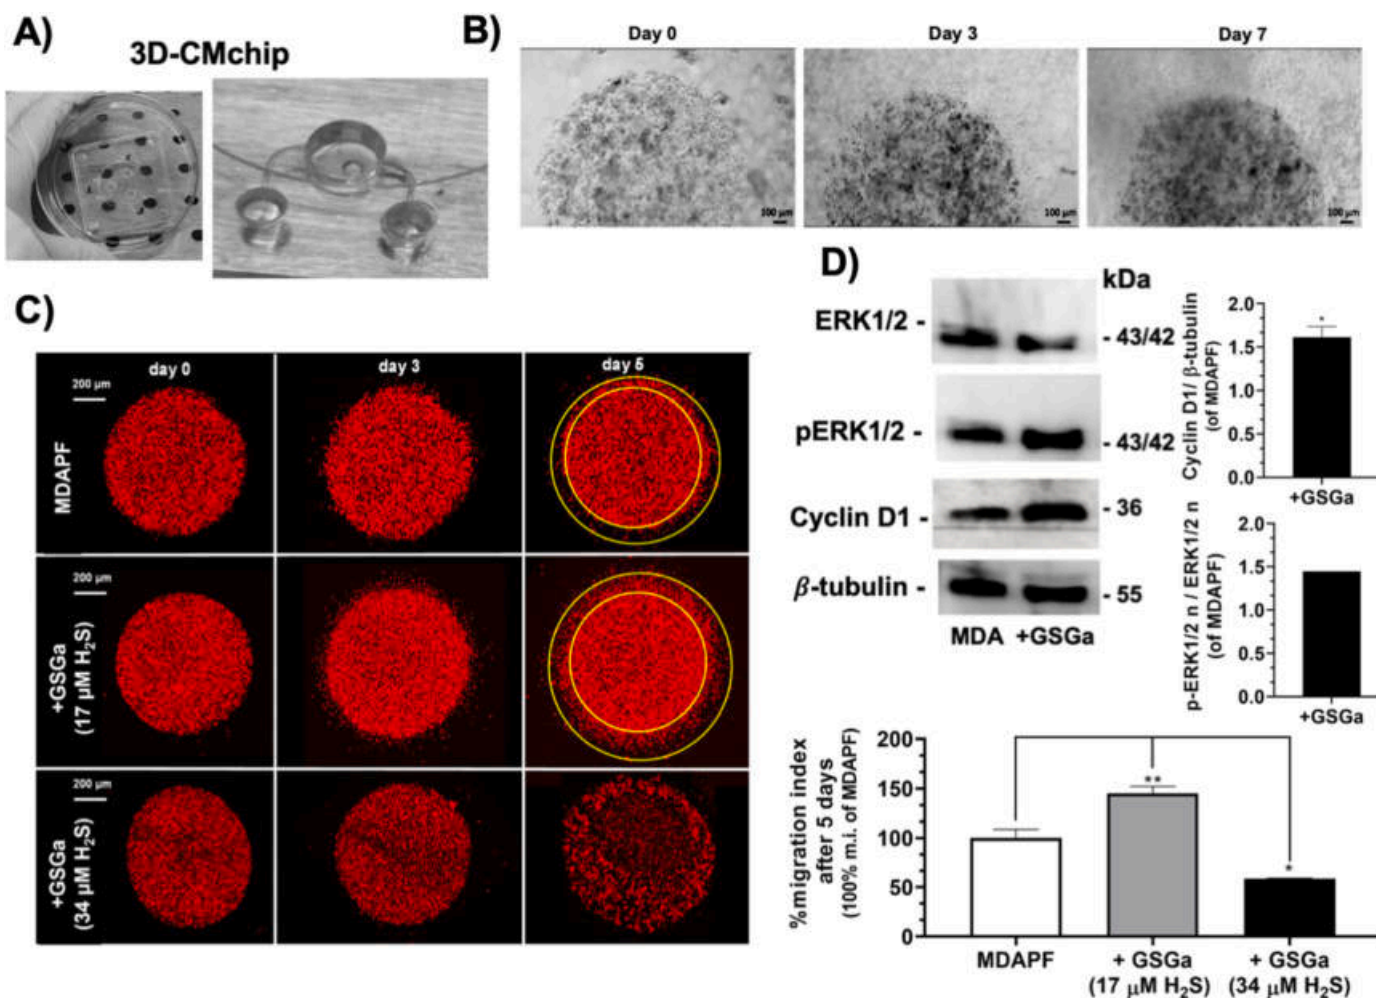 A)
3D-CMchip
B)
Day 0
Day 3
Day 7
100 µm
100 µm
100 µm
C)
day 0
day 3
day 5
200 µm
MDAPF
200 µm
+GSGa
(17 µM H₂S)
200 µm
+GSGa
(34 µM H₂S)
D)
kDa
ERK1/2 -
- 43/42
pERK1/2 -
- 43/42
Cyclin D1 -
- 36
β-tubulin -
- 55
MDA +GSGa
Cyclin D1/ β-tubulin
(of MDAPF)
2.0
1.5
1.0
0.5
0.0
*
+GSGa
p-ERK1/2 n / ERK1/2 n
(of MDAPF)
2.0
1.5
1.0
0.5
0.0
+GSGa
%migration index
after 5 days
(100% m.i. of MDAPF)
200
150
100
50
0
**
*
MDAPF
+ GSGa
(17 µM H₂S)
+ GSGa
(34 µM H₂S)